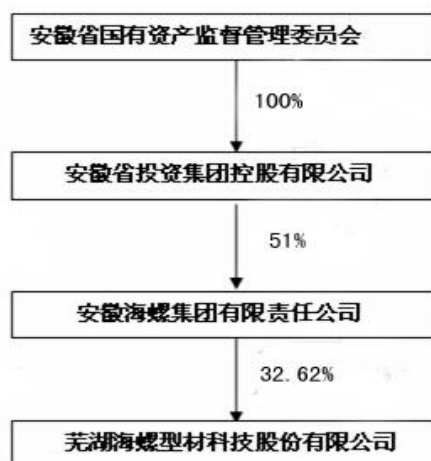 安徽省国有资产监督管理委员会
100%
安徽省投资集团控股有限公司
51%
安徽海螺集团有限责任公司
32.62%
芜湖海螺型材科技股份有限公司